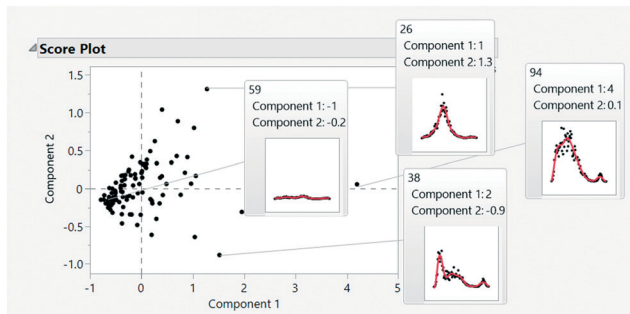 Score Plot
26
Component 1: 1
Component 2: 1.3
59
Component 1: -1
Component 2: -0.2
94
Component 1: 4
Component 2: 0.1
38
Component 1: 2
Component 2: -0.9
Component 2
1.5
1.0
0.5
0
-0.5
-1.0
-1
0
1
2
3
4
5
Component 1